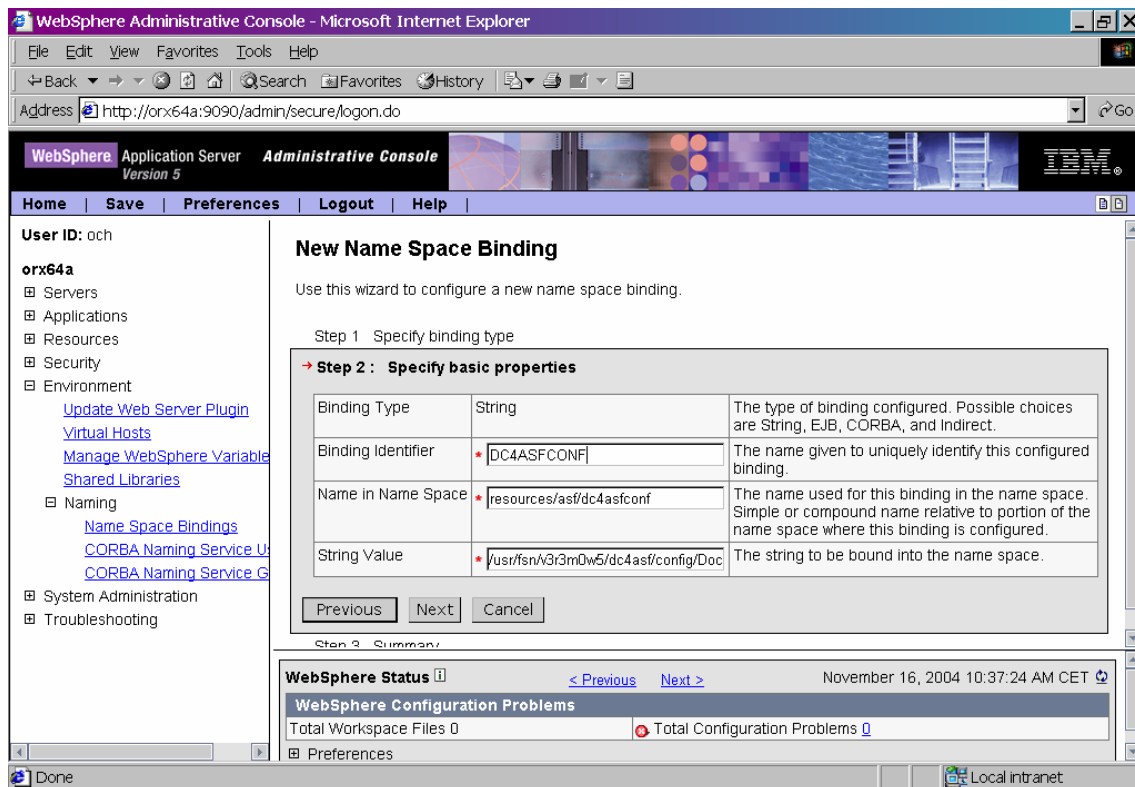 WebSphere Administrative Console - Microsoft Internet Explorer
File Edit View Favorites Tools Help
Back Search Favorites History
Address http://orx64a:9090/admin/secure/logon.do Go
WebSphere Application Server Administrative Console
Version 5
IBM
Home | Save | Preferences | Logout | Help |
User ID: och
orx64a
Servers
Applications
Resources
Security
Environment
Update Web Server Plugin
Virtual Hosts
Manage WebSphere Variable
Shared Libraries
Naming
Name Space Bindings
CORBA Naming Service U
CORBA Naming Service G
System Administration
Troubleshooting
New Name Space Binding
Use this wizard to configure a new name space binding.
Step 1 Specify binding type
Step 2 : Specify basic properties
Binding Type String The type of binding configured. Possible choices
are String, EJB, CORBA, and Indirect.
Binding Identifier * DC4ASFCONF The name given to uniquely identify this configured
binding.
Name in Name Space * resources/asf/dc4asfconf The name used for this binding in the name space.
Simple or compound name relative to portion of the
name space where this binding is configured.
String Value * /usr/fsn/v3r3m0w5/dc4asf/config/Doc The string to be bound into the name space.
Previous Next Cancel
Step 3 Summary
WebSphere Status i < Previous Next > November 16, 2004 10:37:24 AM CET
WebSphere Configuration Problems
Total Workspace Files 0 Total Configuration Problems 0
Preferences
Done Local intranet